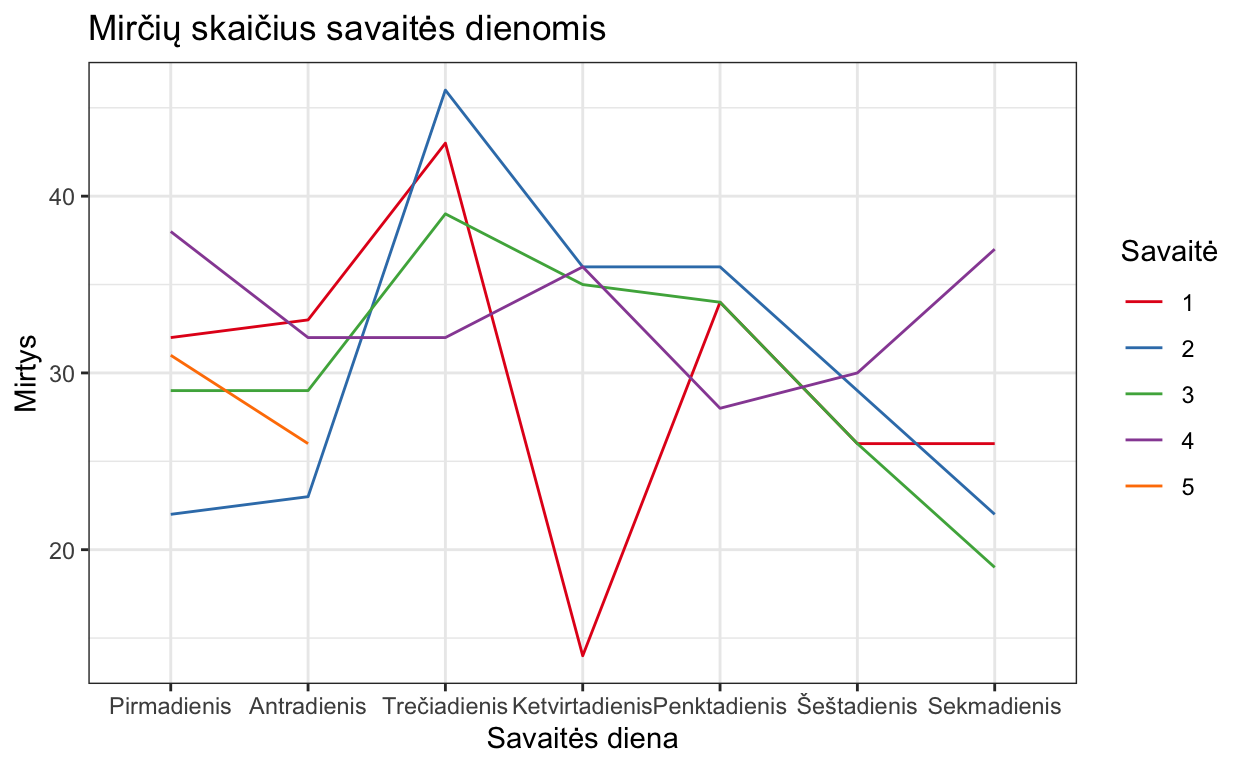 Mirčių skaičius savaitės dienomis
Mirtys
40
30
20
Pirmadienis Antradienis Trečiadienis Ketvirtadienis Penktadienis Šeštadienis Sekmadienis
Savaitės diena
Savaitė
1
2
3
4
5